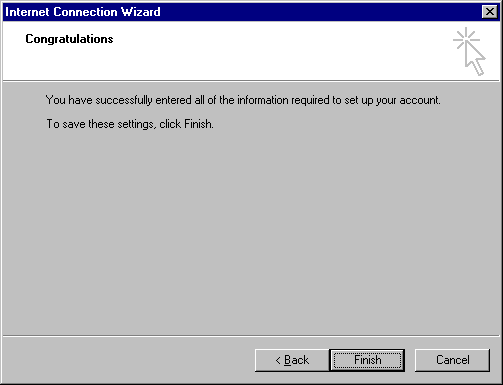 Internet Connection Wizard
Congratulations
You have successfully entered all of the information required to set up your account.
To save these settings, click Finish.
< Back Finish Cancel